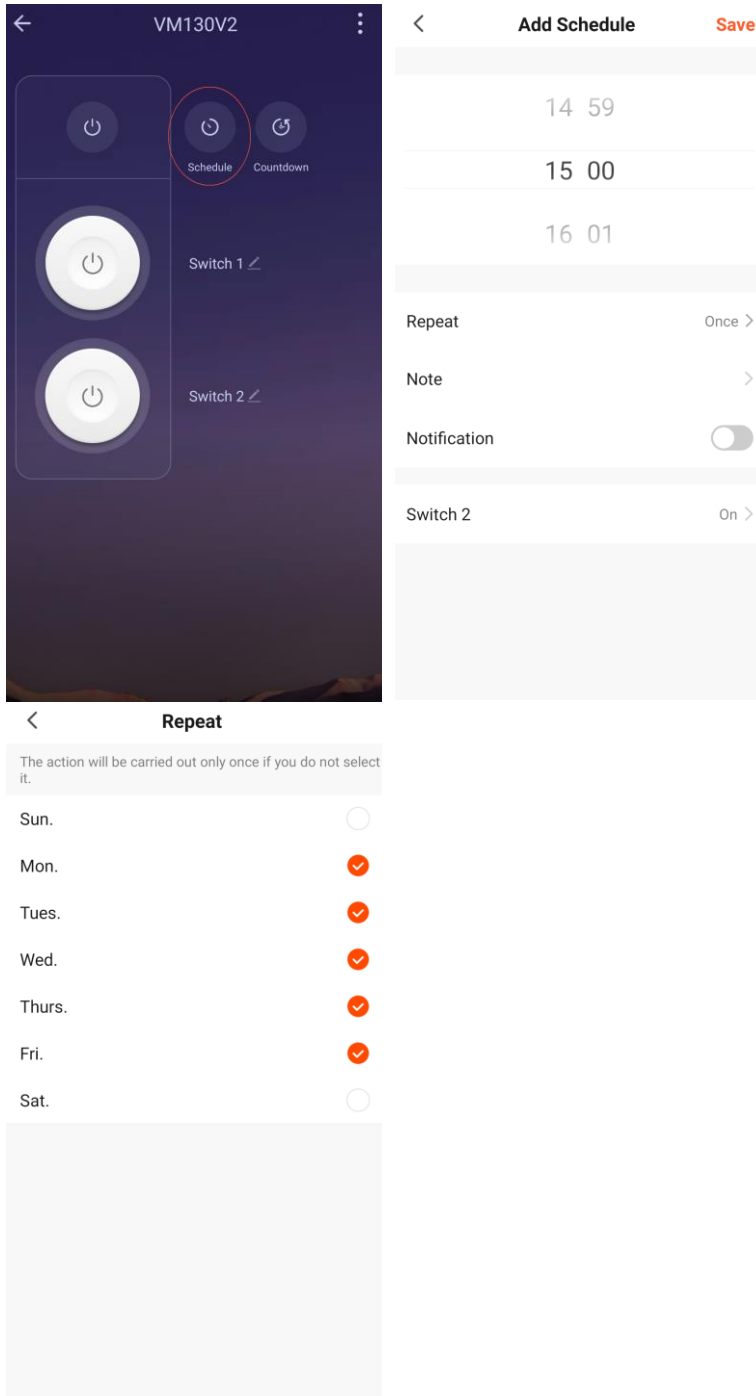 VM130V2
Schedule
Countdown
Switch 1
Switch 2
Add Schedule
Save
14 59
15 00
16 01
Repeat
Once
Note
Notification
Switch 2
On
Repeat
The action will be carried out only once if you do not select
it.
Sun.
Mon.
Tues.
Wed.
Thurs.
Fri.
Sat.